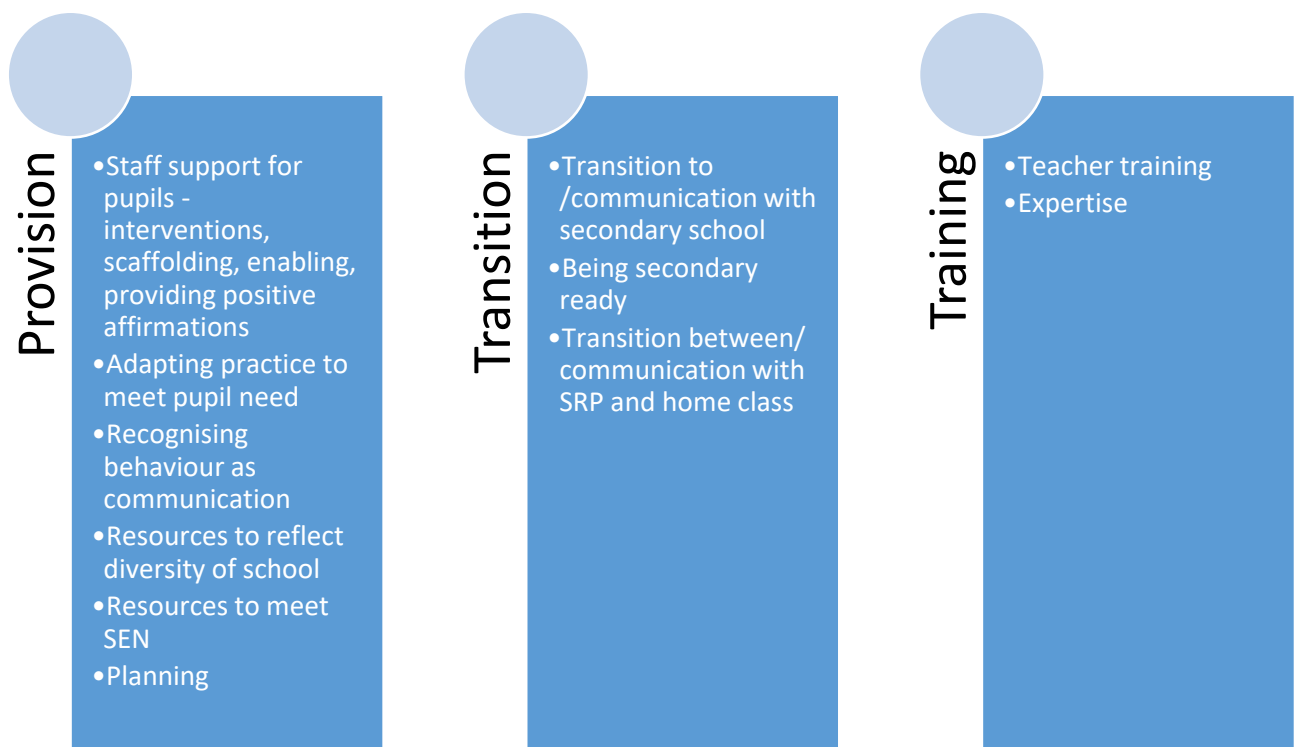 Provision
•Staff support for
pupils -
interventions,
scaffolding, enabling,
providing positive
affirmations
•Adapting practice to
meet pupil need
•Recognising
behaviour as
communication
•Resources to reflect
diversity of school
•Resources to meet
SEN
•Planning
Transition
•Transition to
/communication with
secondary school
•Being secondary
ready
•Transition between/
communication with
SRP and home class
Training
•Teacher training
•Expertise